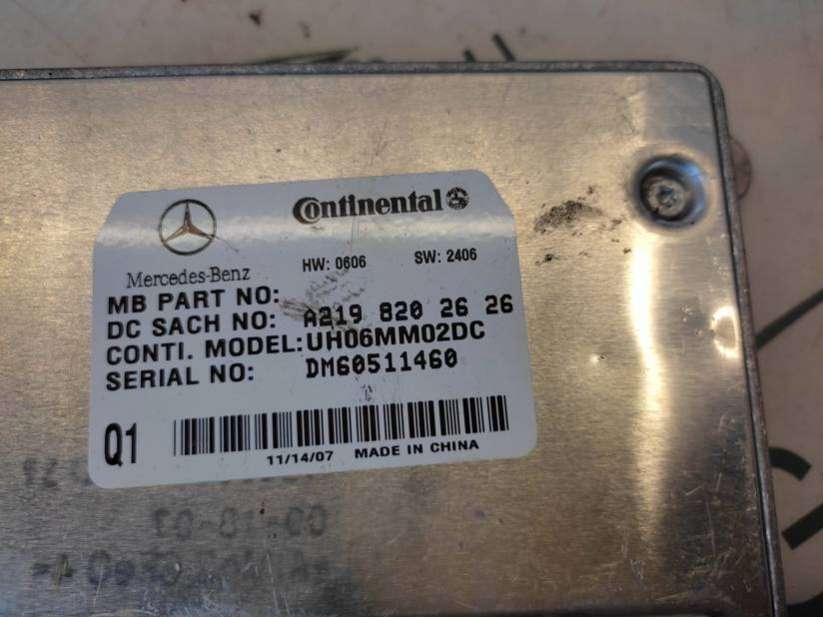 Continental
Mercedes-Benz
HW: 0606 SW: 2406
MB PART NO:
DC SACH NO: A219 820 26 26
CONTI. MODEL:UH06MM02DC
SERIAL NO: DM60511460
Q1
11/14/07 MADE IN CHINA